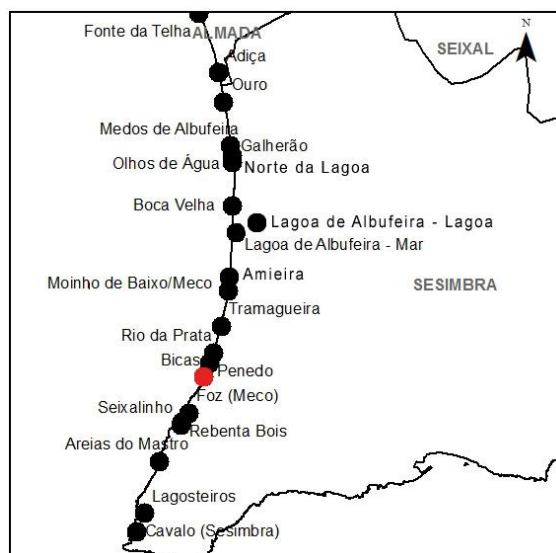 N
Fonte da Telha
ALMADA
SEIXAL
Adiça
Ouro
Medos de Albufeira
Galherão
Olhos de Água
Norte da Lagoa
Boca Velha
Lagoa de Albufeira - Lagoa
Lagoa de Albufeira - Mar
Amieira
Moinho de Baixo/Meco
SESIMBRA
Tramagueira
Rio da Prata
Bicas
Penedo
Foz (Meco)
Seixalinho
Rebenta Bois
Areias do Mastro
Lagosteiros
Cavalo (Sesimbra)